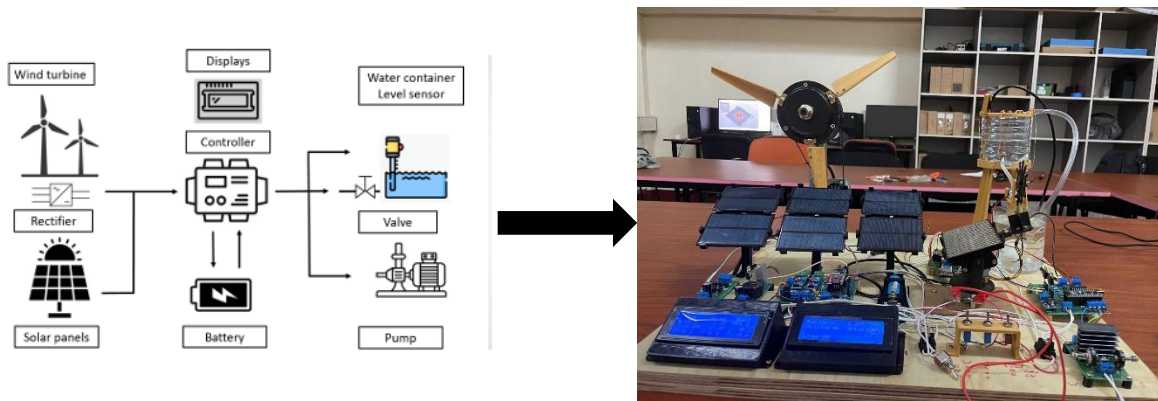 Displays
Wind turbine
Water container
Level sensor
Controller
Rectifier
Valve
Solar panels
Battery
Pump